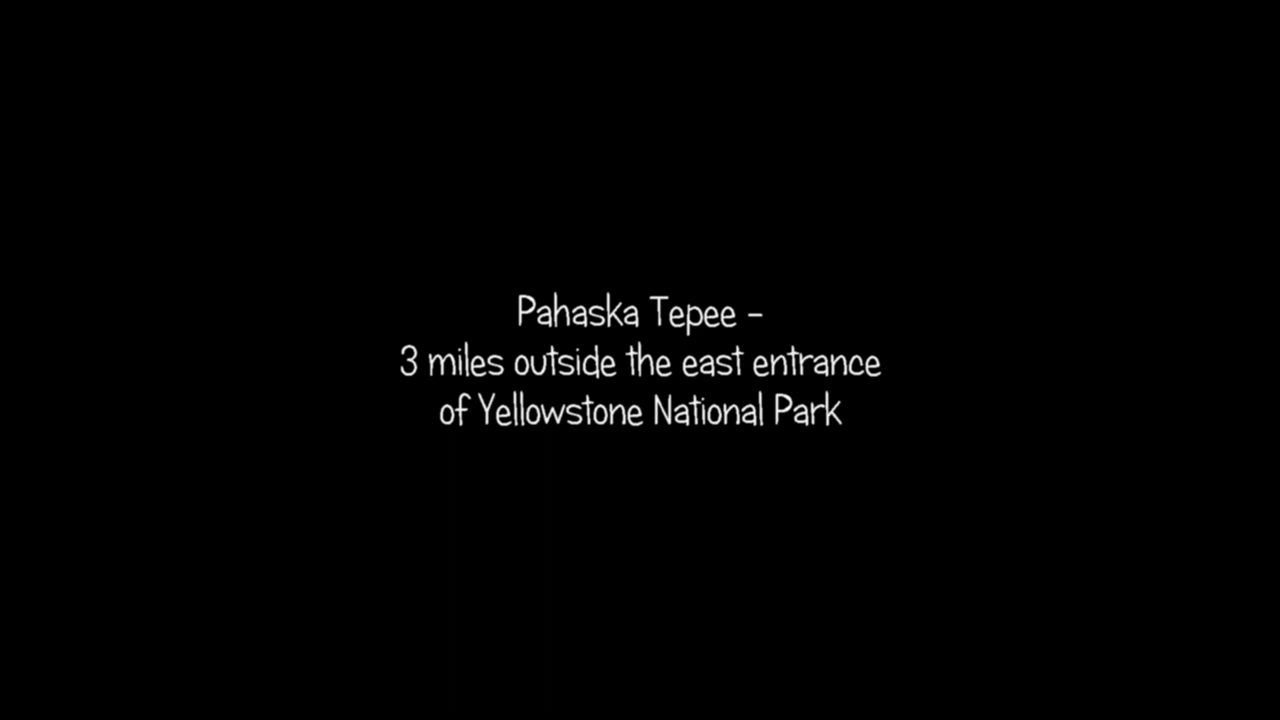 Pahaska Tepee -
3 miles outside the east entrance
of Yellowstone National Park